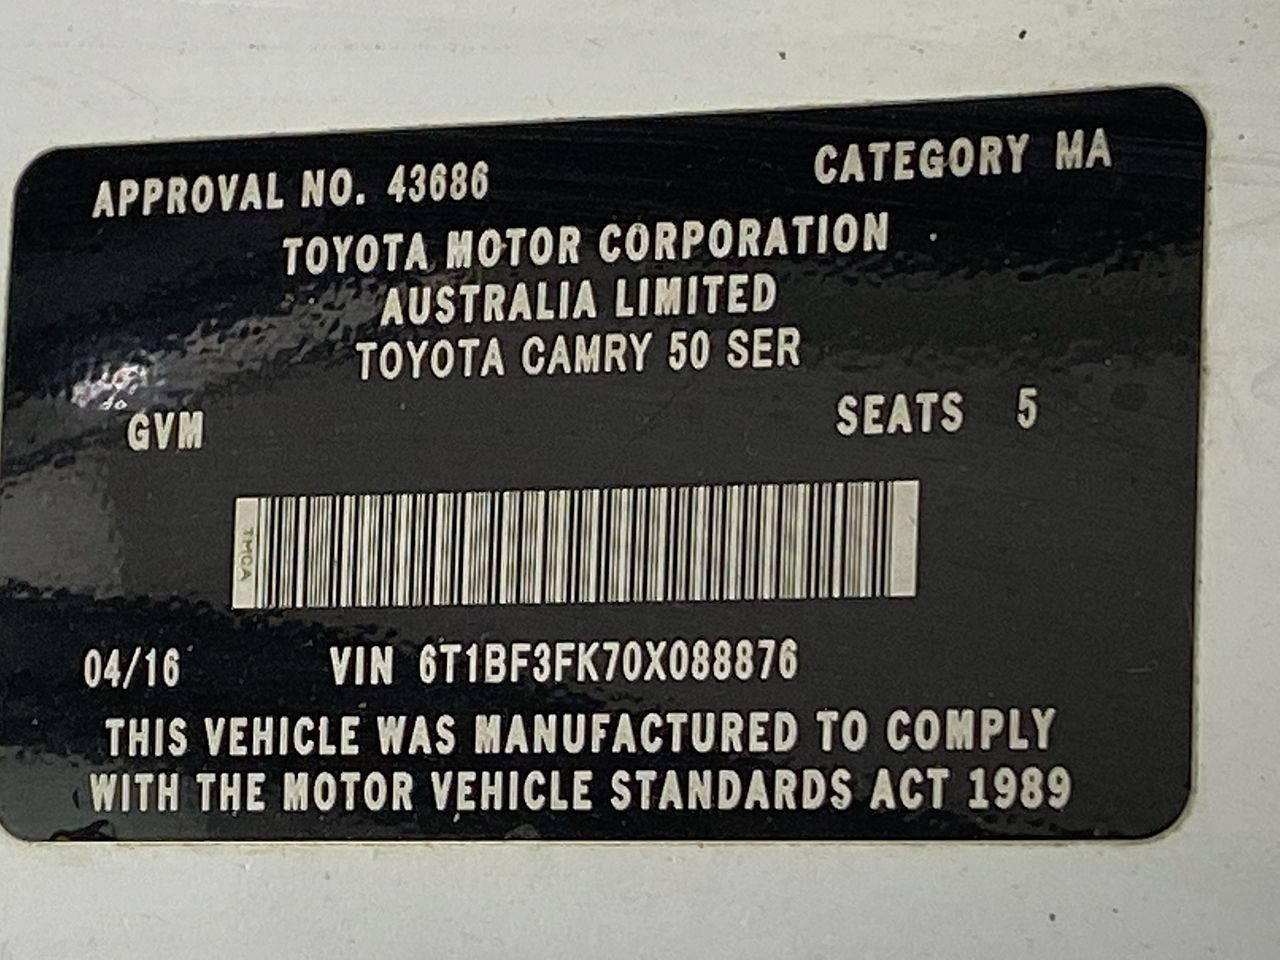 APPROVAL NO. 43686 CATEGORY MA
TOYOTA MOTOR CORPORATION
AUSTRALIA LIMITED
TOYOTA CAMRY 50 SER
GVM SEATS 5
TMCA
04/16 VIN 6T1BF3FK70X088876
THIS VEHICLE WAS MANUFACTURED TO COMPLY
WITH THE MOTOR VEHICLE STANDARDS ACT 1989